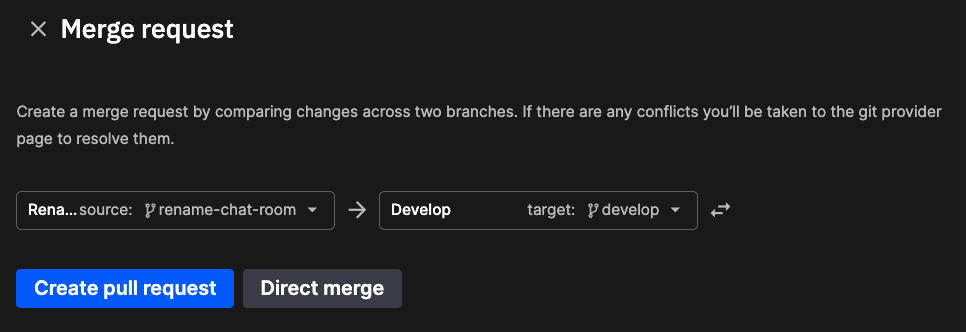 Merge request
Create a merge request by comparing changes across two branches. If there are any conflicts you’ll be taken to the git provider
page to resolve them.
Rena... source: rename-chat-room Develop target: develop
Create pull request Direct merge